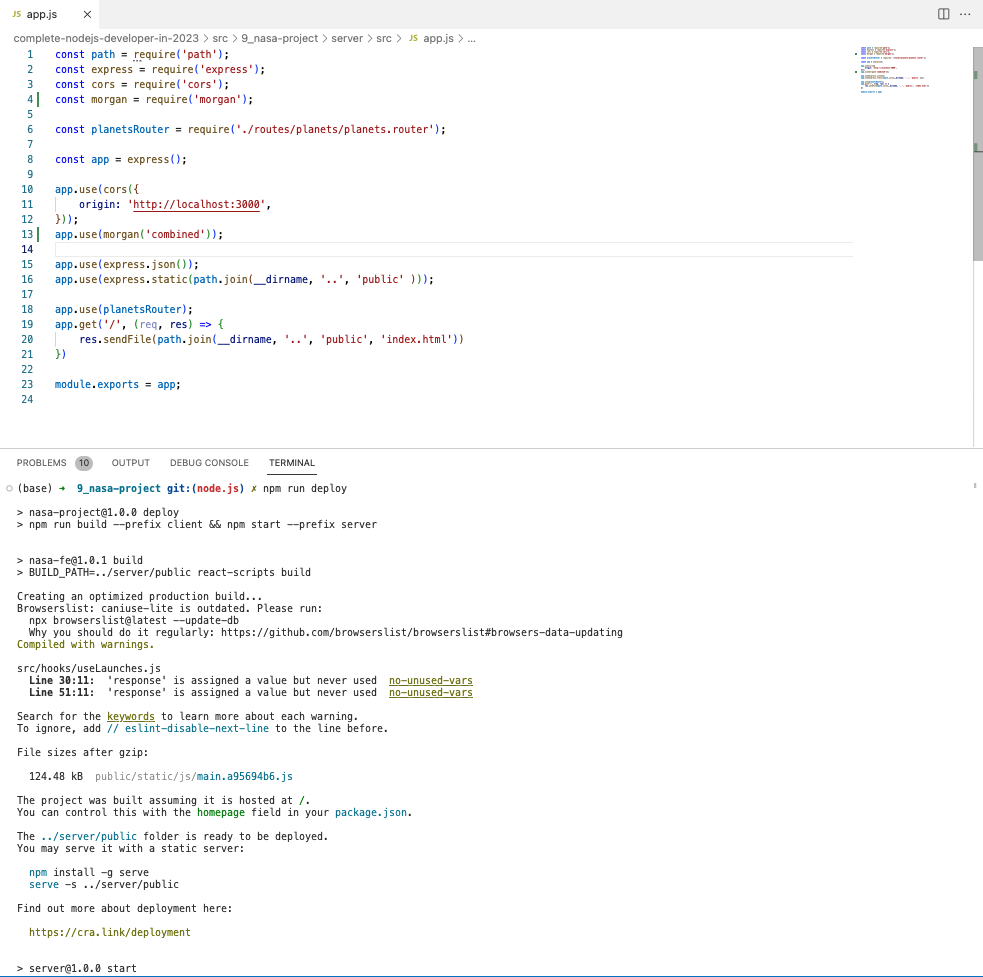 JS app.js
complete-nodejs-developer-in-2023 > src > 9_nasa-project > server > src > JS app.js > ...
1 const path = require('path');
2 const express = require('express');
3 const cors = require('cors');
4 const morgan = require('morgan');
5
6 const planetsRouter = require('./routes/planets/planets.router');
7
8 const app = express();
9
10 app.use(cors({
11     origin: 'http://localhost:3000',
12 }));
13 app.use(morgan('combined'));
14
15 app.use(express.json());
16 app.use(express.static(path.join(__dirname, '..', 'public' )));
17
18 app.use(planetsRouter);
19 app.get('/', (req, res) => {
20     res.sendFile(path.join(__dirname, '..', 'public', 'index.html'))
21 })
22
23 module.exports = app;
24
PROBLEMS 10 OUTPUT DEBUG CONSOLE TERMINAL
(base) ➜  9_nasa-project git:(node.js) ✗ npm run deploy
> nasa-project@1.0.0 deploy
> npm run build --prefix client && npm start --prefix server
> nasa-fe@1.0.1 build
> BUILD_PATH=../server/public react-scripts build
Creating an optimized production build...
Browserslist: caniuse-lite is outdated. Please run:
  npx browserslist@latest --update-db
  Why you should do it regularly: https://github.com/browserslist/browserslist#browsers-data-updating
Compiled with warnings.
src/hooks/useLaunches.js
  Line 30:11:  'response' is assigned a value but never used  no-unused-vars
  Line 51:11:  'response' is assigned a value but never used  no-unused-vars
Search for the keywords to learn more about each warning.
To ignore, add // eslint-disable-next-line to the line before.
File sizes after gzip:
  124.48 kB  public/static/js/main.a95694b6.js
The project was built assuming it is hosted at /.
You can control this with the homepage field in your package.json.
The ../server/public folder is ready to be deployed.
You may serve it with a static server:
  npm install -g serve
  serve -s ../server/public
Find out more about deployment here:
  https://cra.link/deployment
> server@1.0.0 start